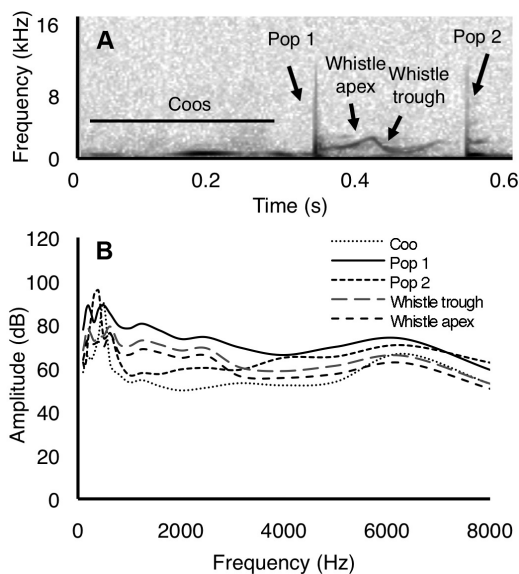 A
Frequency (kHz)
16
8
0
Coos
Pop 1
Whistle
apex
Whistle
trough
Pop 2
0
0.2
0.4
0.6
Time (s)
B
Amplitude (dB)
120
100
80
60
40
20
0
Coo
Pop 1
Pop 2
Whistle trough
Whistle apex
0
2000
4000
6000
8000
Frequency (Hz)